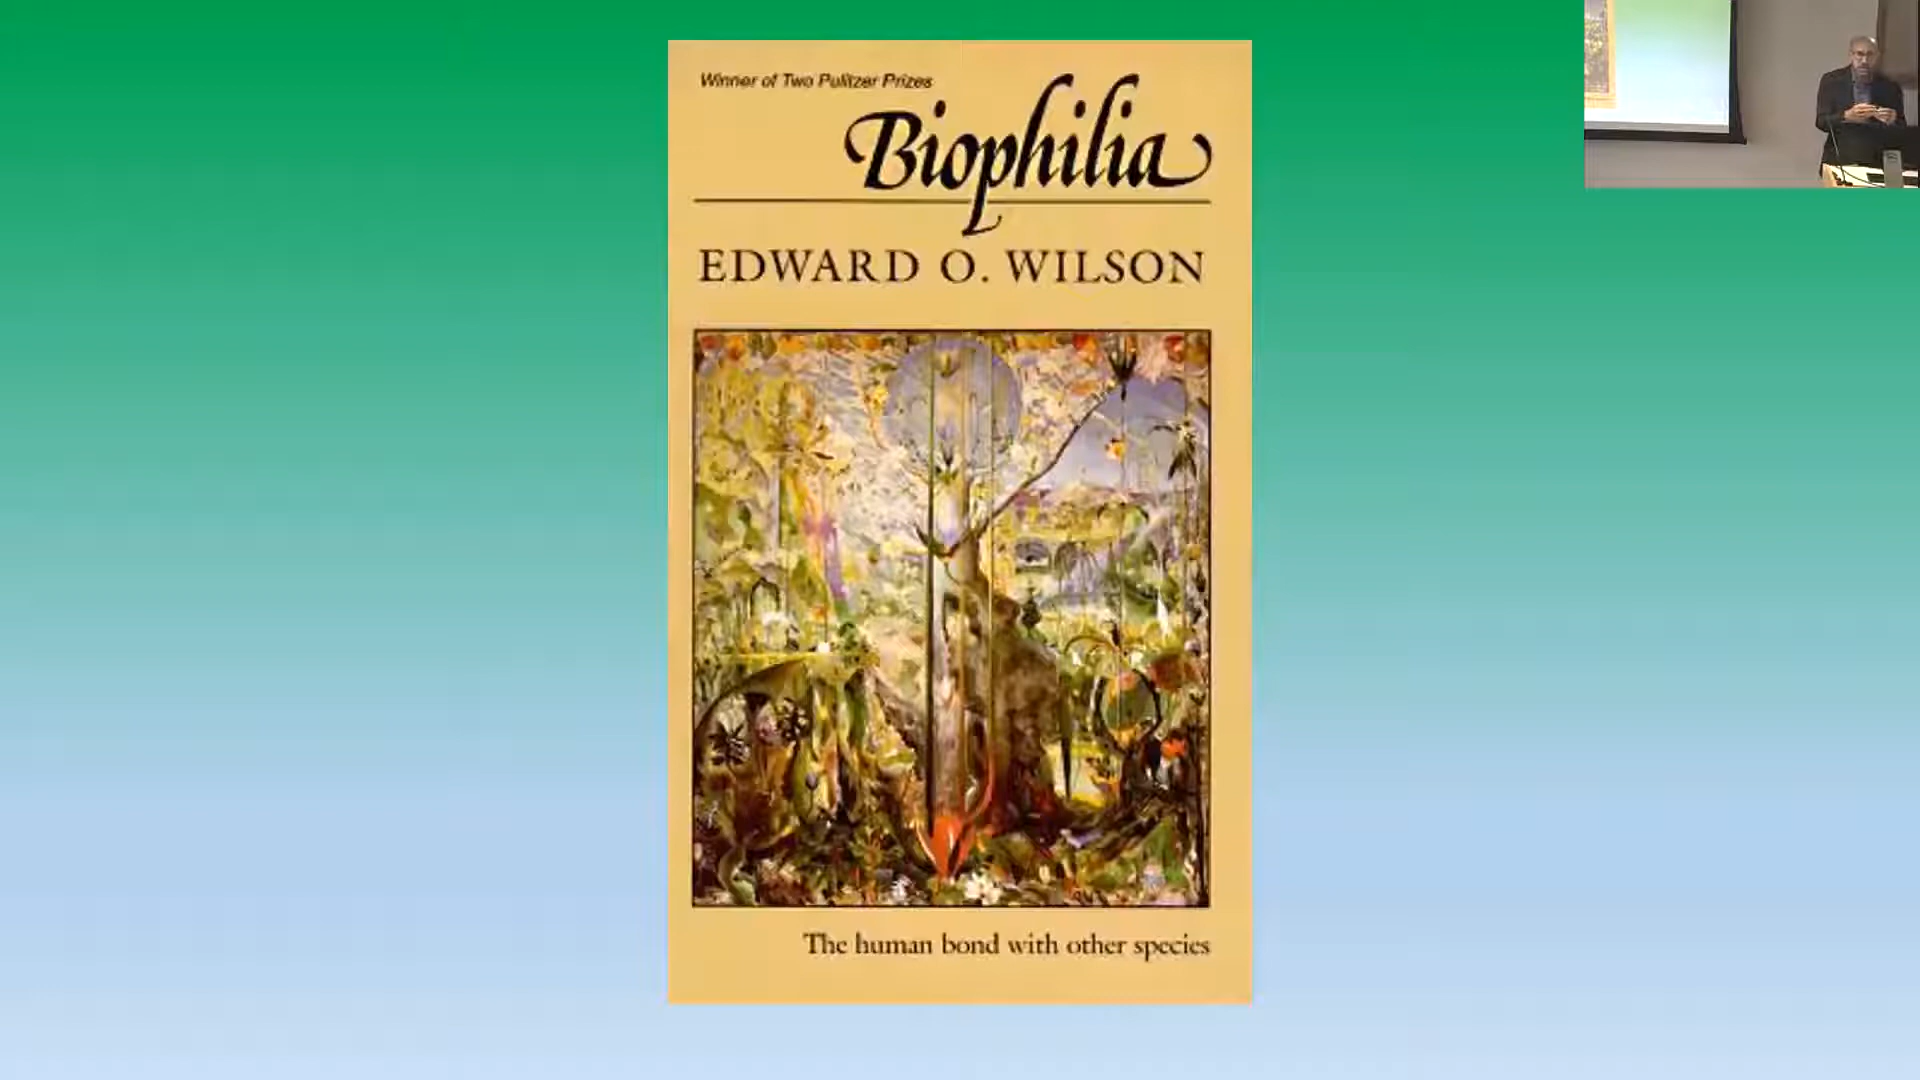 Winner of Two Pulitzer Prizes
Biophilia
EDWARD O. WILSON
The human bond with other species